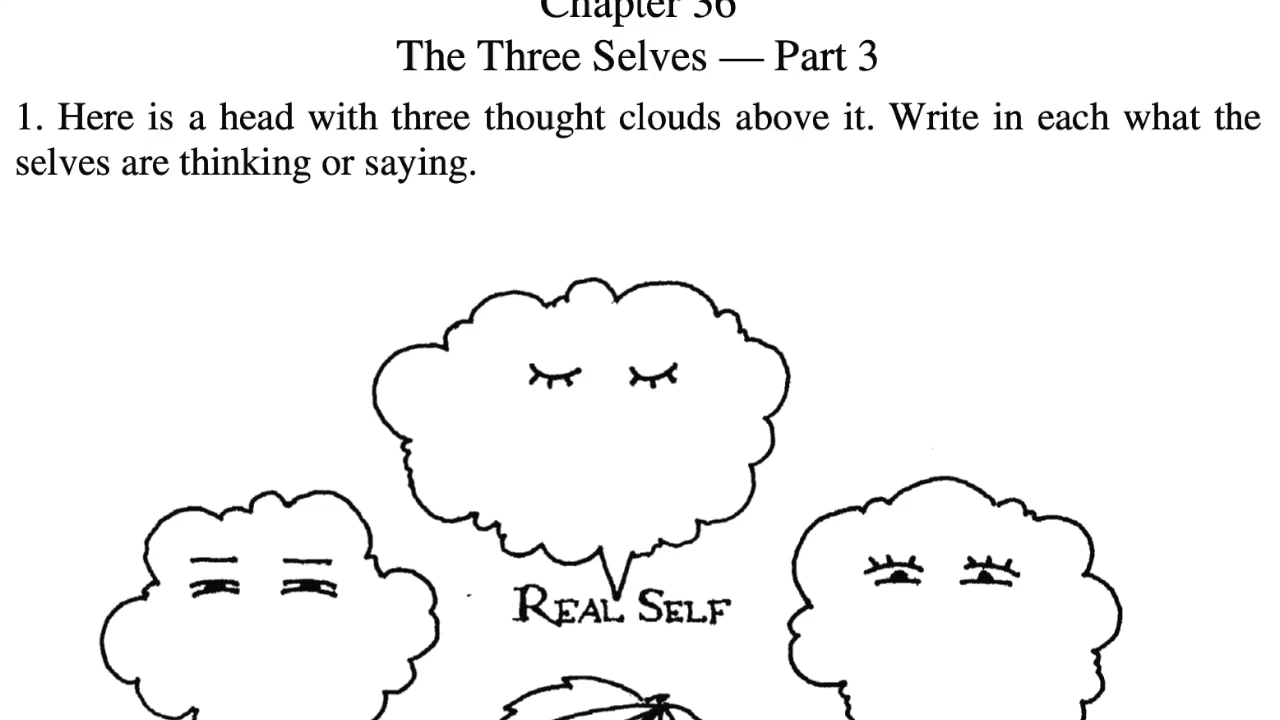 Chapter 36
The Three Selves — Part 3
1. Here is a head with three thought clouds above it. Write in each what the
selves are thinking or saying.
REAL SELF